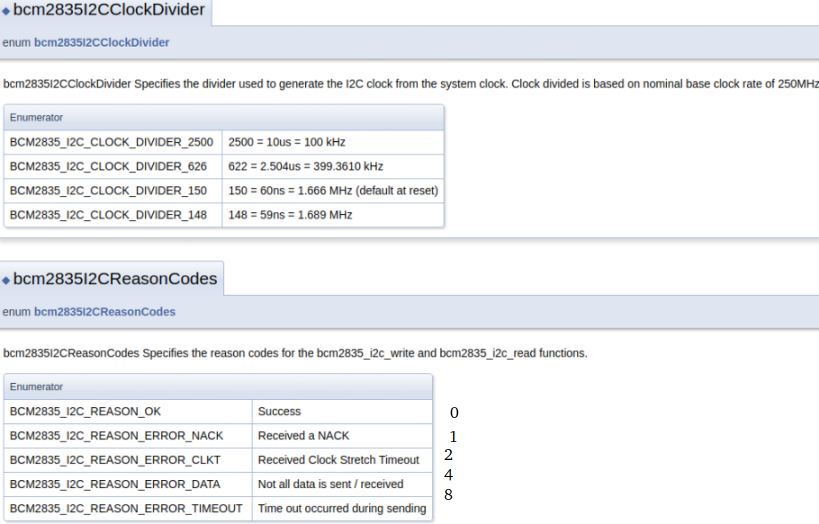 bcm2835I2CClockDivider
enum bcm2835I2CClockDivider
bcm2835I2CClockDivider Specifies the divider used to generate the I2C clock from the system clock. Clock divided is based on nominal base clock rate of 250MHz
Enumerator
BCM2835_I2C_CLOCK_DIVIDER_2500 2500 = 10us = 100 kHz
BCM2835_I2C_CLOCK_DIVIDER_626 622 = 2.504us = 399.3610 kHz
BCM2835_I2C_CLOCK_DIVIDER_150 150 = 60ns = 1.666 MHz (default at reset)
BCM2835_I2C_CLOCK_DIVIDER_148 148 = 59ns = 1.689 MHz
bcm2835I2CReasonCodes
enum bcm2835I2CReasonCodes
bcm2835I2CReasonCodes Specifies the reason codes for the bcm2835_i2c_write and bcm2835_i2c_read functions.
Enumerator
BCM2835_I2C_REASON_OK Success 0
BCM2835_I2C_REASON_ERROR_NACK Received a NACK 1
BCM2835_I2C_REASON_ERROR_CLKT Received Clock Stretch Timeout 2
BCM2835_I2C_REASON_ERROR_DATA Not all data is sent / received 4
BCM2835_I2C_REASON_ERROR_TIMEOUT Time out occurred during sending 8